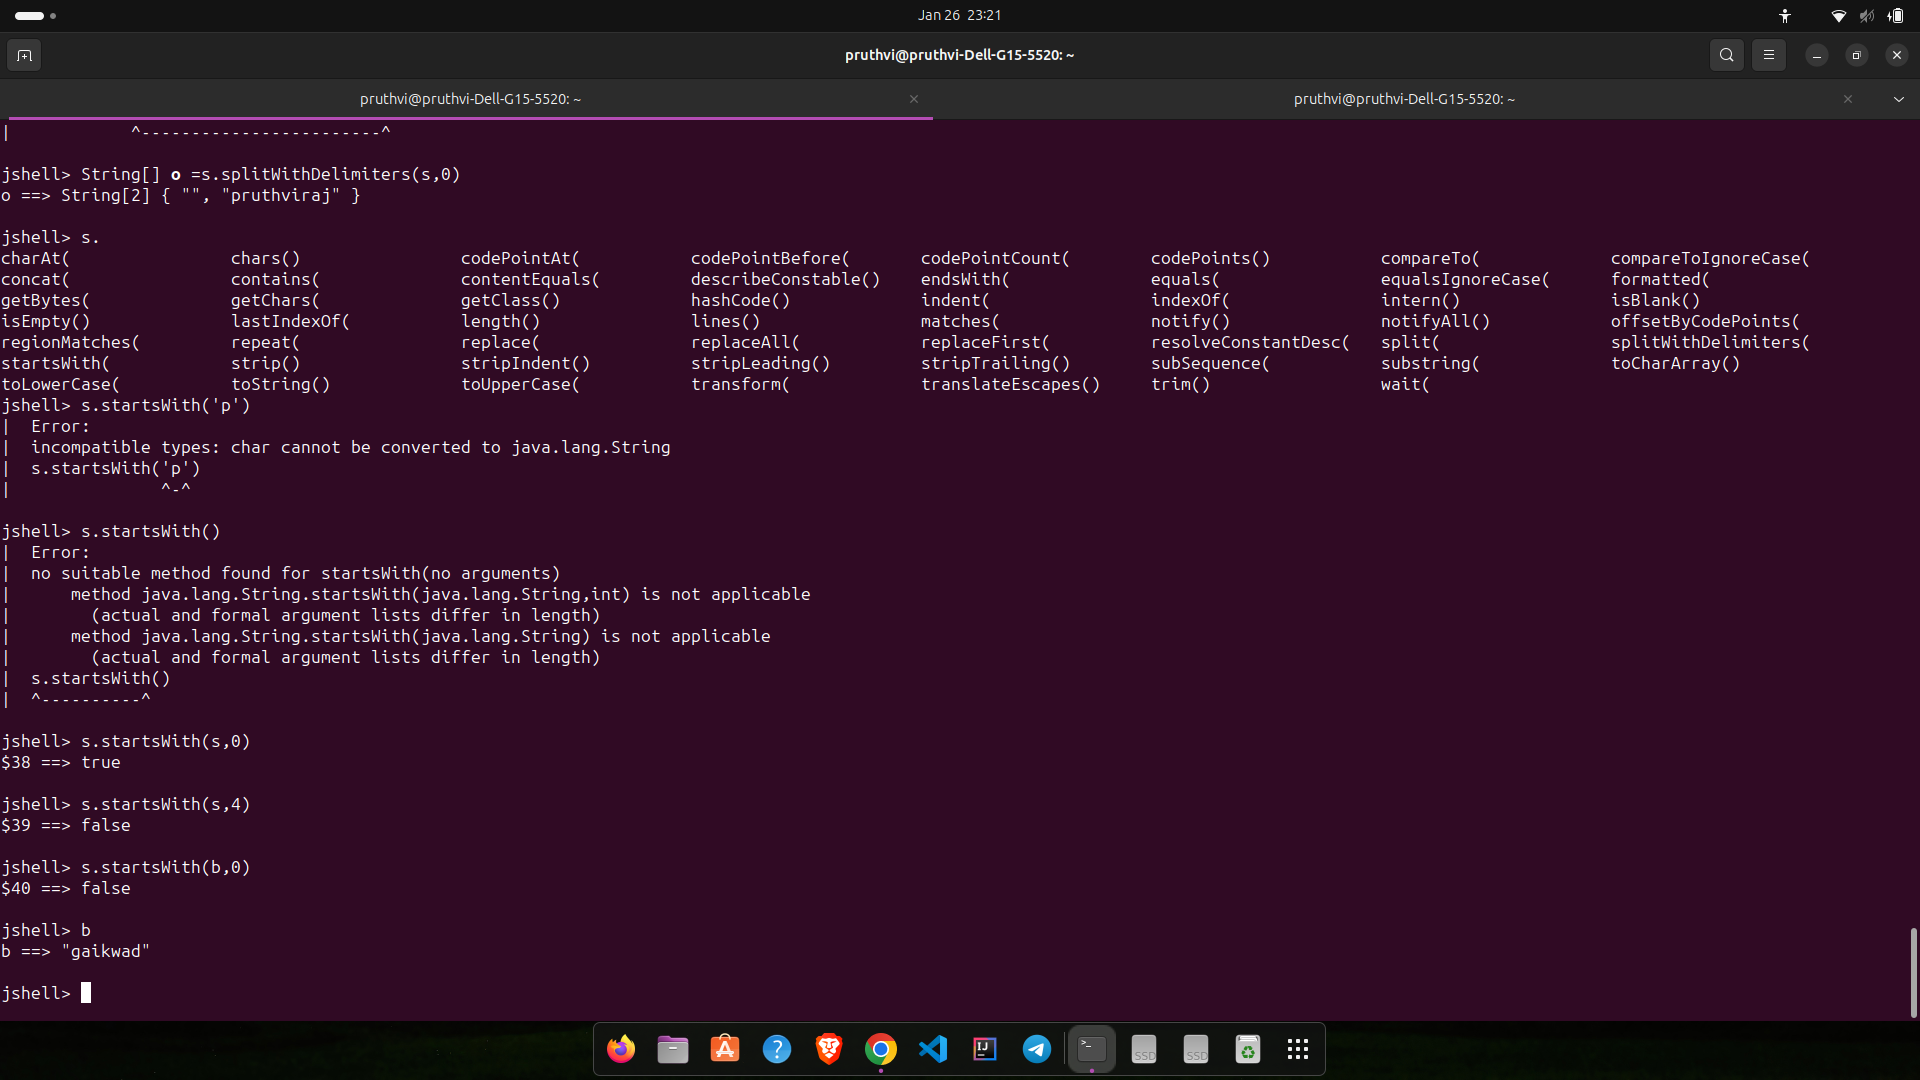 Jan 26 23:21
pruthvi@pruthvi-Dell-G15-5520: ~
pruthvi@pruthvi-Dell-G15-5520: ~ × pruthvi@pruthvi-Dell-G15-5520: ~ ×
|            ^------------------------^
jshell> String[] o =s.splitWithDelimiters(s,0)
o ==> String[2] { "", "pruthviraj" }
jshell> s.
charAt( chars() codePointAt( codePointBefore( codePointCount( codePoints() compareTo( compareToIgnoreCase(
concat( contains( contentEquals( describeConstable() endsWith( equals( equalsIgnoreCase( formatted(
getBytes( getChars( getClass() hashCode() indent( indexOf( intern() isBlank()
isEmpty() lastIndexOf( length() lines() matches( notify() notifyAll() offsetByCodePoints(
regionMatches( repeat( replace( replaceAll( replaceFirst( resolveConstantDesc( split( splitWithDelimiters(
startsWith( strip() stripIndent() stripLeading() stripTrailing() subSequence( substring( toCharArray()
toLowerCase( toString() toUpperCase( transform( translateEscapes() trim() wait(
jshell> s.startsWith('p')
|  Error:
|  incompatible types: char cannot be converted to java.lang.String
|  s.startsWith('p')
|               ^-^
jshell> s.startsWith()
|  Error:
|  no suitable method found for startsWith(no arguments)
|      method java.lang.String.startsWith(java.lang.String,int) is not applicable
|        (actual and formal argument lists differ in length)
|      method java.lang.String.startsWith(java.lang.String) is not applicable
|        (actual and formal argument lists differ in length)
|  s.startsWith()
|  ^----------^
jshell> s.startsWith(s,0)
$38 ==> true
jshell> s.startsWith(s,4)
$39 ==> false
jshell> s.startsWith(b,0)
$40 ==> false
jshell> b
b ==> "gaikwad"
jshell>
>_ SSD SSD